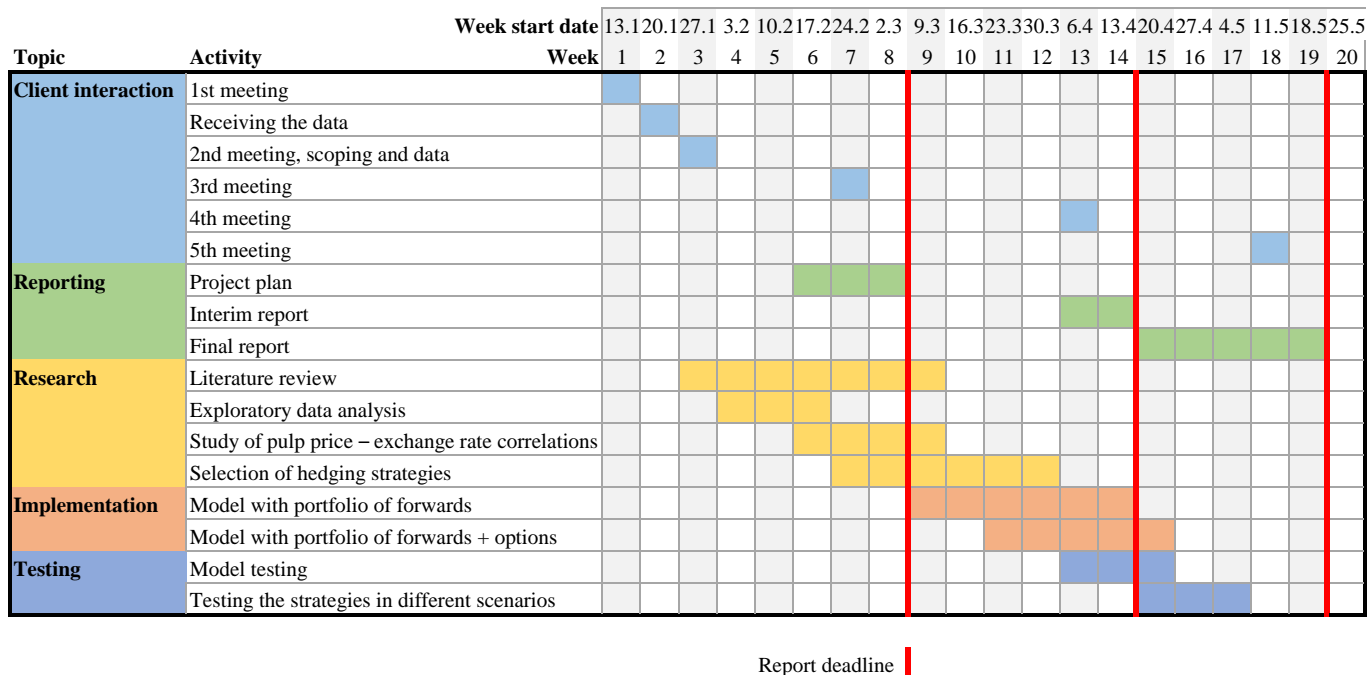 Week start date 13.1 20.1 27.1 3.2 10.2 17.2 24.2 2.3 9.3 16.3 23.3 30.3 6.4 13.4 20.4 27.4 4.5 11.5 18.5 25.5
Topic Activity Week 1 2 3 4 5 6 7 8 9 10 11 12 13 14 15 16 17 18 19 20
Client interaction 1st meeting
Receiving the data
2nd meeting, scoping and data
3rd meeting
4th meeting
5th meeting
Reporting Project plan
Interim report
Final report
Research Literature review
Exploratory data analysis
Study of pulp price – exchange rate correlations
Selection of hedging strategies
Implementation Model with portfolio of forwards
Model with portfolio of forwards + options
Testing Model testing
Testing the strategies in different scenarios
Report deadline